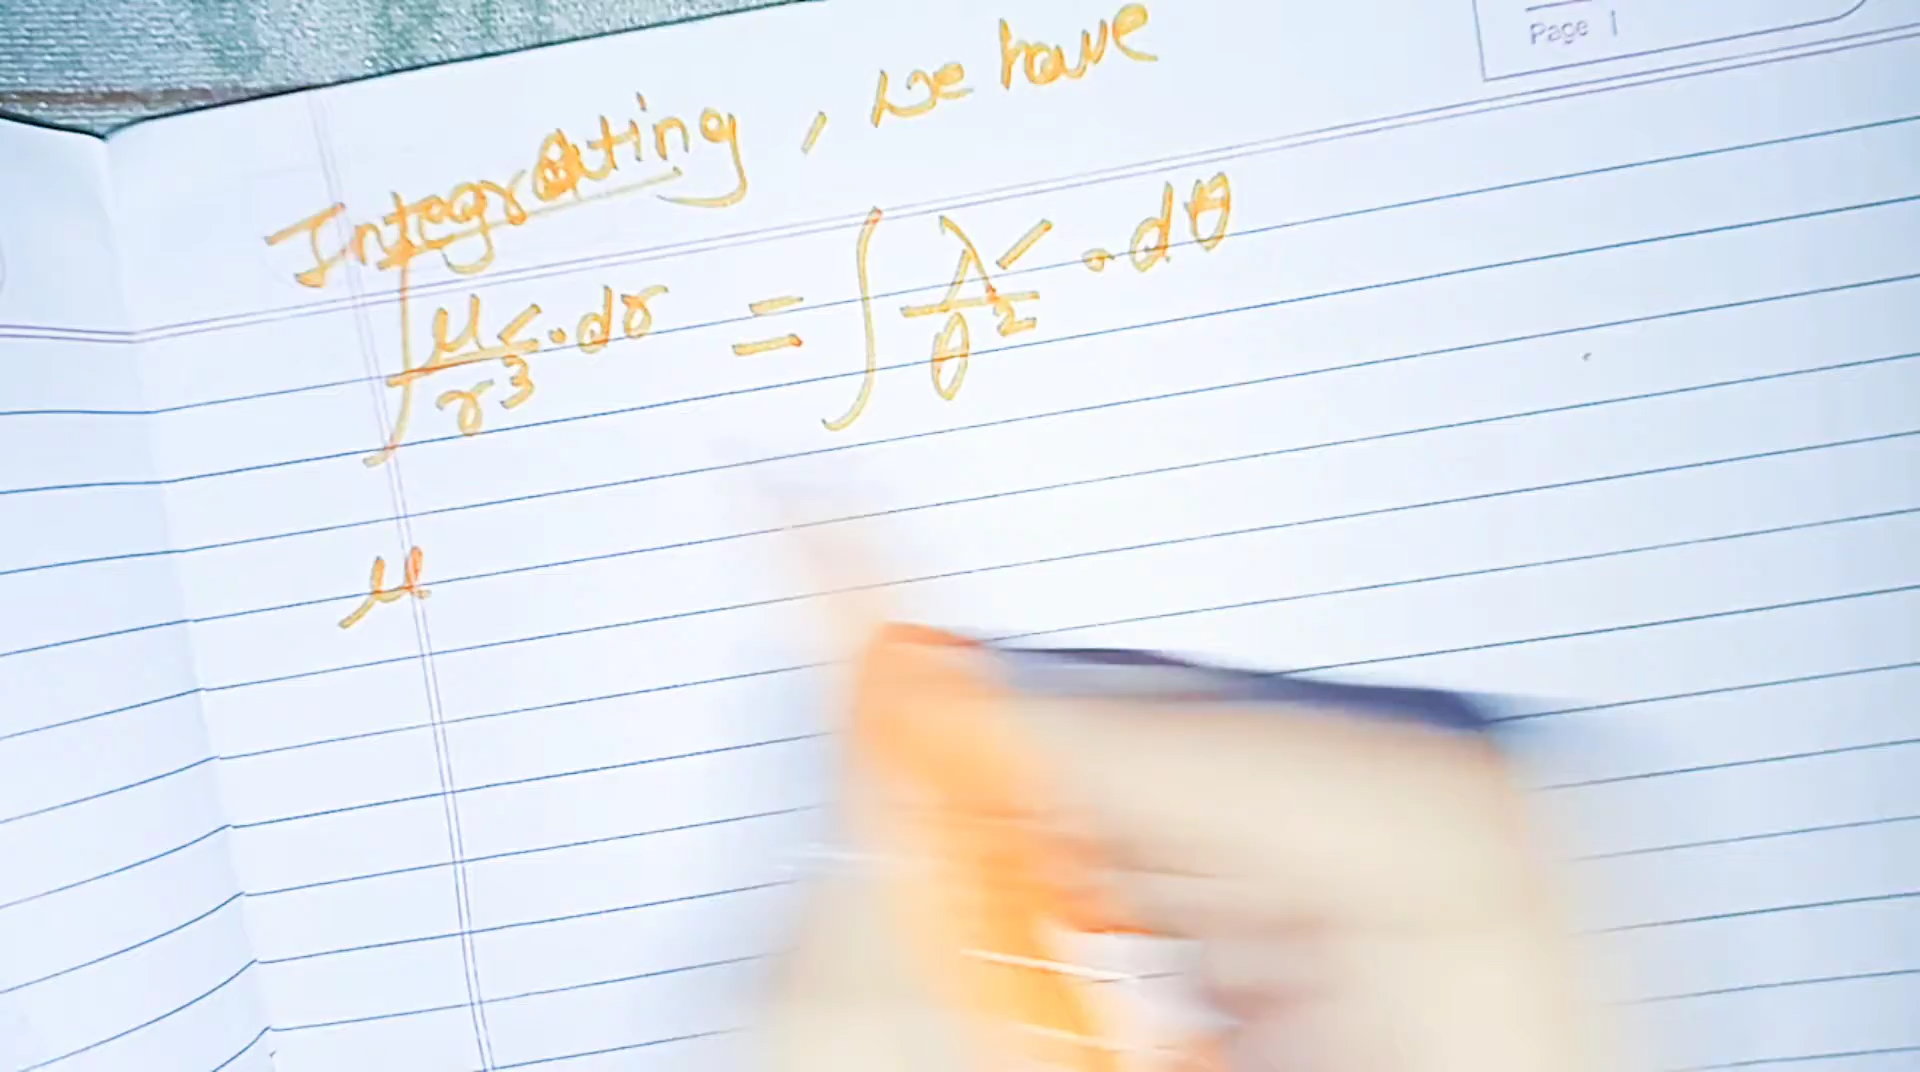 Page 1
Integrating, we have
∫ μ/r³ · dr = ∫ λ/θ² · dθ
μ